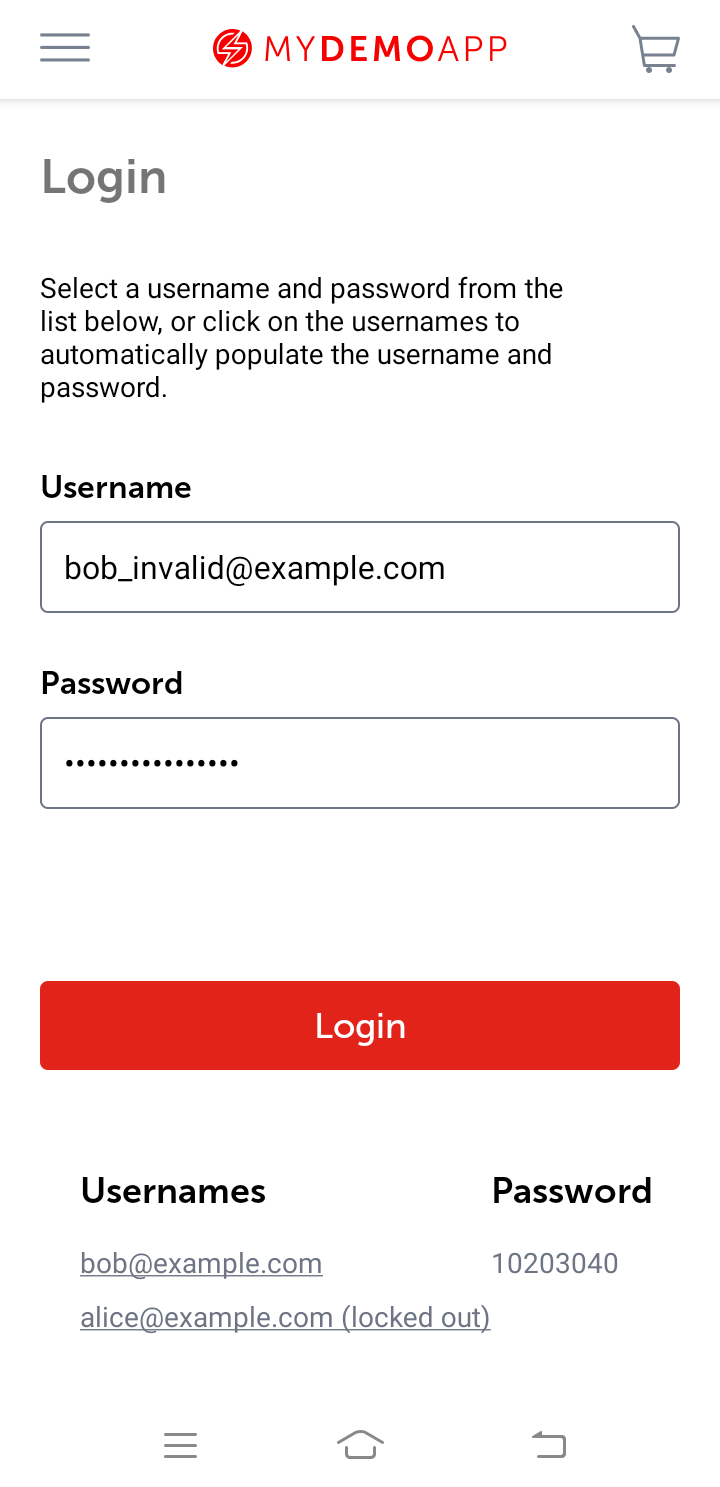 MYDEMOAPP
Login
Select a username and password from the
list below, or click on the usernames to
automatically populate the username and
password.
Username
bob_invalid@example.com
Password
••••••••••••••••
Login
Usernames Password
bob@example.com 10203040
alice@example.com (locked out)